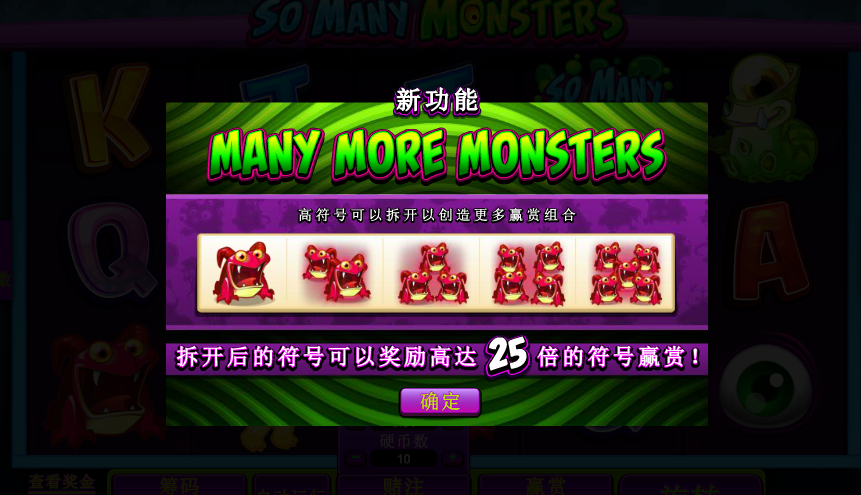 SO MANY MONSTERS
K
SO MANY
新功能
MANY MORE MONSTERS
高符号可以拆开以创造更多赢赏组合
Q
A
拆开后的符号可以奖励高达 25 倍的符号赢赏！
确定
硬币数
10
查看奖金
筹码
赌注
赢赏